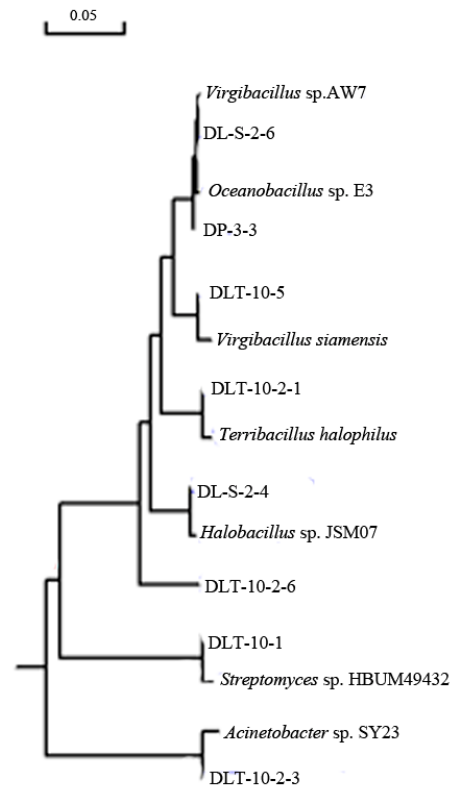 0.05
Virgibacillus sp.AW7
DL-S-2-6
Oceanobacillus sp. E3
DP-3-3
DLT-10-5
Virgibacillus siamensis
DLT-10-2-1
Terribacillus halophilus
DL-S-2-4
Halobacillus sp. JSM07
DLT-10-2-6
DLT-10-1
Streptomyces sp. HBUM49432
Acinetobacter sp. SY23
DLT-10-2-3